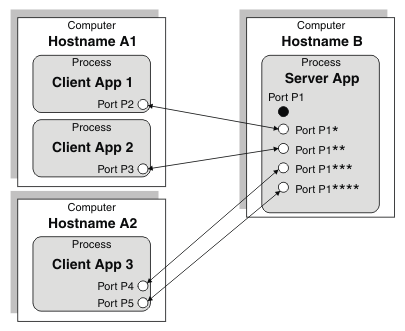 Computer
Hostname A1
Process
Client App 1
Port P2
Process
Client App 2
Port P3
Computer
Hostname A2
Process
Client App 3
Port P4
Port P5
Computer
Hostname B
Process
Server App
Port P1
Port P1*
Port P1**
Port P1***
Port P1****